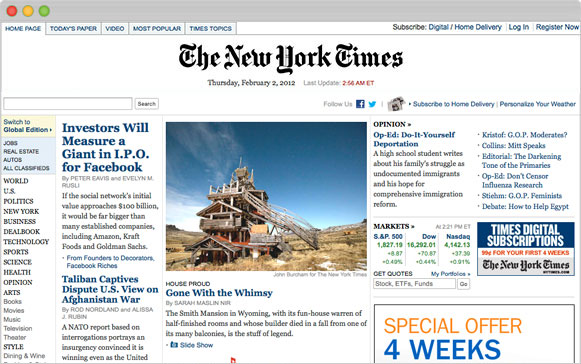 HOME PAGE TODAY'S PAPER VIDEO MOST POPULAR TIMES TOPICS
Subscribe: Digital / Home Delivery Log In Register Now
The New York Times
Thursday, February 2, 2012 Last Update: 2:56 AM ET
Search
Follow Us
Subscribe to Home Delivery Personalize Your Weather
Switch to
Global Edition
JOBS
REAL ESTATE
AUTOS
ALL CLASSIFIEDS
WORLD
U.S.
POLITICS
NEW YORK
BUSINESS
DEALBOOK
TECHNOLOGY
SPORTS
SCIENCE
HEALTH
OPINION
ARTS
Books
Movies
Music
Television
Theater
STYLE
Dining & Wine
Investors Will
Measure a
Giant in I.P.O.
for Facebook
By PETER EAVIS and EVELYN M.
RUSLI
If the social network's initial
value approaches $100 billion,
it would be far bigger than
many established companies,
including Amazon, Kraft
Foods and Goldman Sachs.
From Founders to Decorators,
Facebook Riches
Taliban Captives
Dispute U.S. View on
Afghanistan War
By ROD NORDLAND and ALISSA
J. RUBIN
A NATO report based on
interrogations portrays an
insurgency convinced it is
winning even as the United
John Burcham for The New York Times
HOUSE PROUD
Gone With the Whimsy
By SARAH MASLIN NIR
The Smith Mansion in Wyoming, with its fun-house warren of
half-finished rooms and whose builder died in a fall from one of
its many balconies, is the stuff of legend.
Slide Show
OPINION »
Op-Ed: Do-It-Yourself
Deportation
A high school student writes
about his family's struggle as
undocumented immigrants
and his hope for
comprehensive immigration
reform.
Kristof: G.O.P. Moderates?
Collins: Mitt Speaks
Editorial: The Darkening
Tone of the Primaries
Op-Ed: Don't Censor
Influenza Research
Stiehm: G.O.P. Feminists
Debate: How to Help Egypt
MARKETS » At 2:21 PM ET
S.&P. 500 Dow Nasdaq
1,827.19 16,292.01 4,142.13
+8.87 +70.87 +37.39
+0.49% +0.44% +0.91%
GET QUOTES My Portfolios »
Stock, ETFs, Funds Go
TIMES DIGITAL
SUBSCRIPTIONS
99¢ FOR YOUR FIRST 4 WEEKS
The New York Times
NYTIMES.COM
SPECIAL OFFER
4 WEEKS